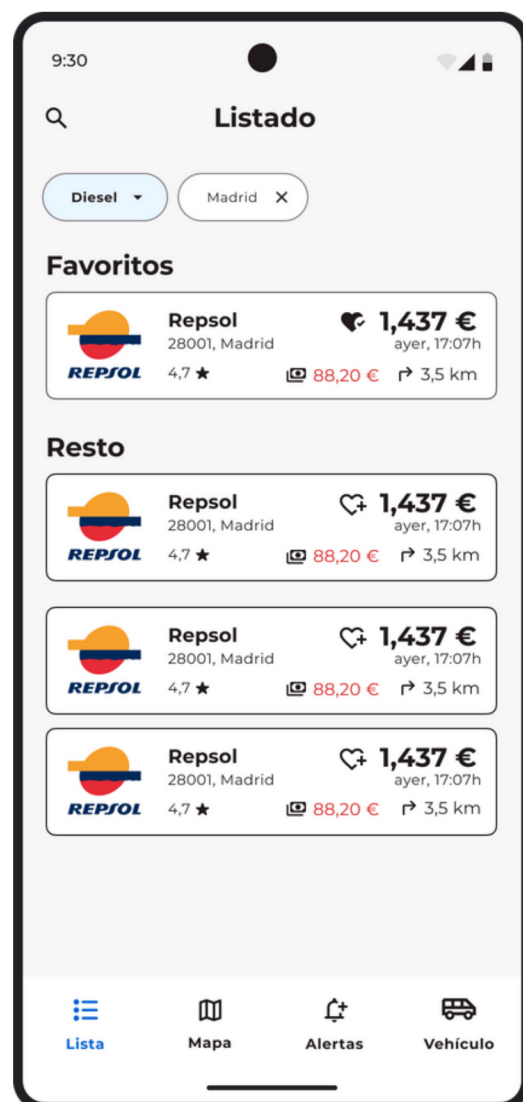 9:30
Listado
Diesel
Madrid
Favoritos
Repsol 1,437 €
28001, Madrid ayer, 17:07h
REPSOL 4,7 88,20 € 3,5 km
Resto
Repsol 1,437 €
28001, Madrid ayer, 17:07h
REPSOL 4,7 88,20 € 3,5 km
Repsol 1,437 €
28001, Madrid ayer, 17:07h
REPSOL 4,7 88,20 € 3,5 km
Repsol 1,437 €
28001, Madrid ayer, 17:07h
REPSOL 4,7 88,20 € 3,5 km
Lista Mapa Alertas Vehículo